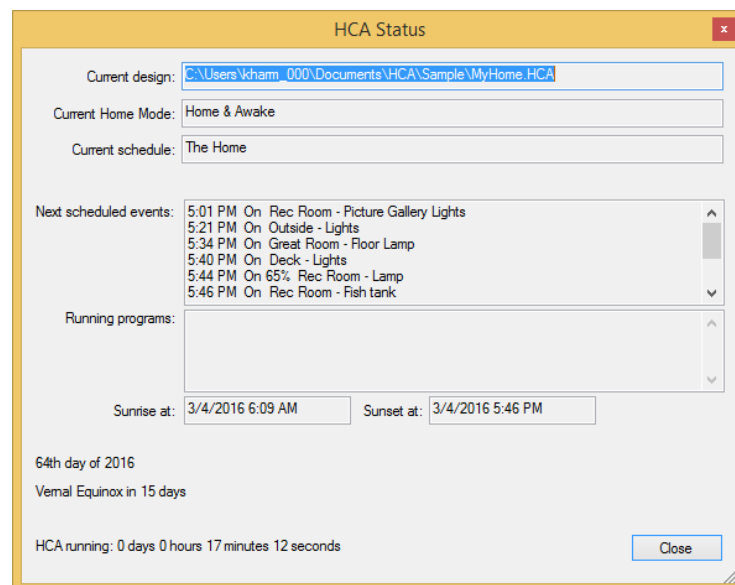 HCA Status
x
Current design: C:\Users\kharm_000\Documents\HCA\Sample\MyHome.HCA
Current Home Mode: Home & Awake
Current schedule: The Home
Next scheduled events: 5:01 PM On Rec Room - Picture Gallery Lights
5:21 PM On Outside - Lights
5:34 PM On Great Room - Floor Lamp
5:40 PM On Deck - Lights
5:44 PM On 65% Rec Room - Lamp
5:46 PM On Rec Room - Fish tank
Running programs:
Sunrise at: 3/4/2016 6:09 AM Sunset at: 3/4/2016 5:46 PM
64th day of 2016
Vernal Equinox in 15 days
HCA running: 0 days 0 hours 17 minutes 12 seconds Close